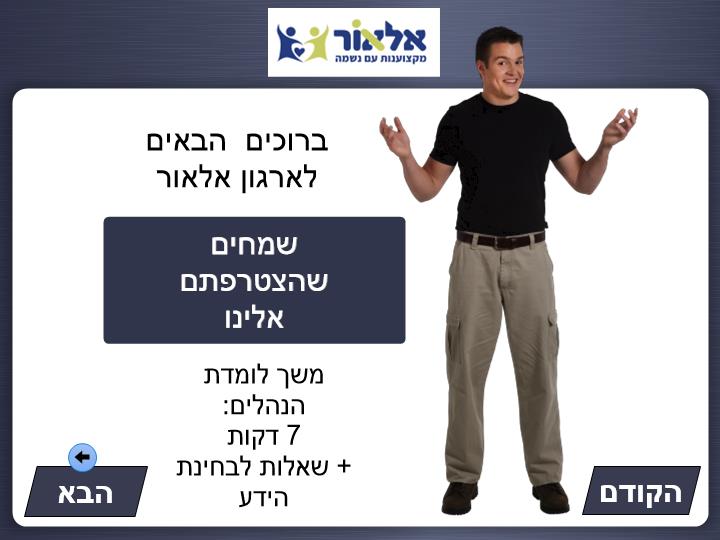 אליאור
מקצוענות עם נשמה
ברוכים הבאים
לארגון אלאור
שמחים
שהצטרפתם
אלינו
משך לומדת
הנהלים:
7 דקות
+ שאלות לבחינת
הידע
הקודם
הבא